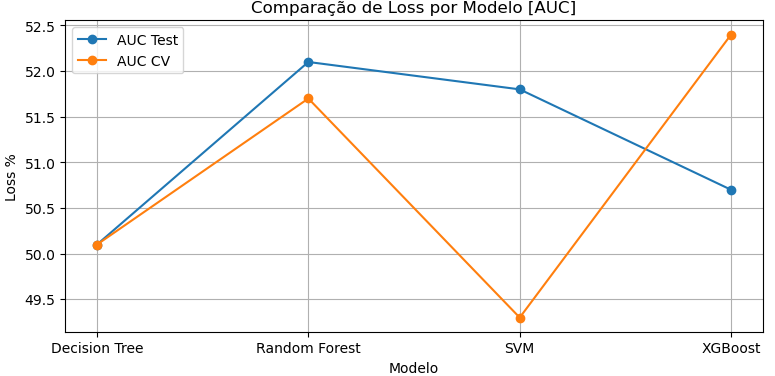 Comparação de Loss por Modelo [AUC]
AUC Test
AUC CV
Loss %
52.5
52.0
51.5
51.0
50.5
50.0
49.5
Decision Tree
Random Forest
SVM
XGBoost
Modelo